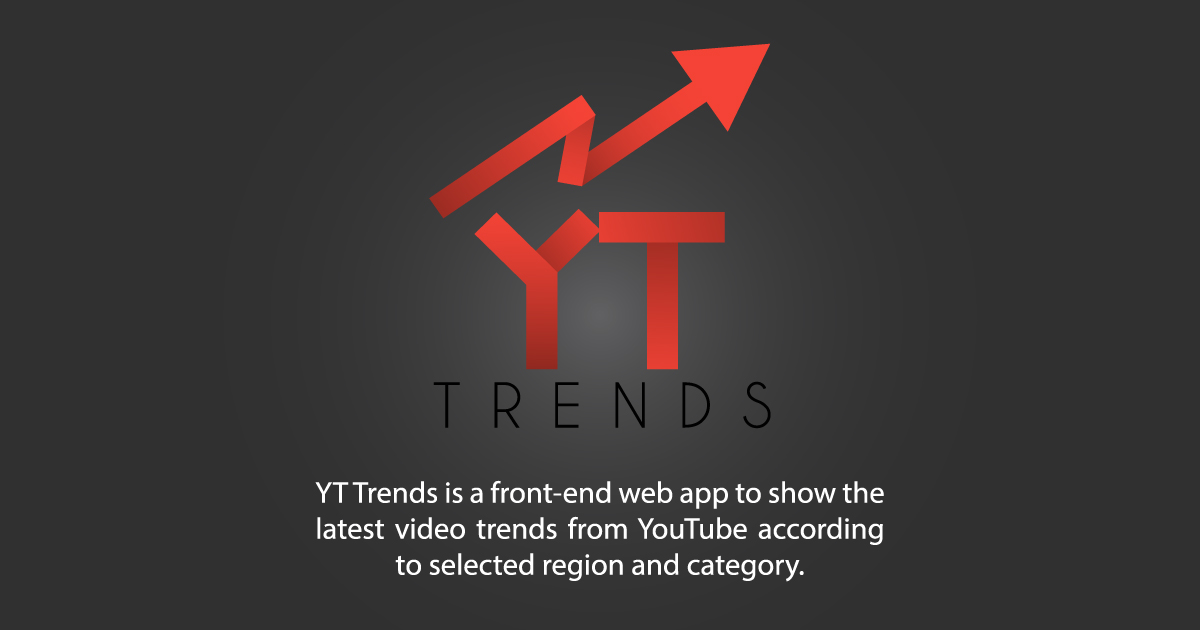 YT
TRENDS
YT Trends is a front-end web app to show the
latest video trends from YouTube according
to selected region and category.